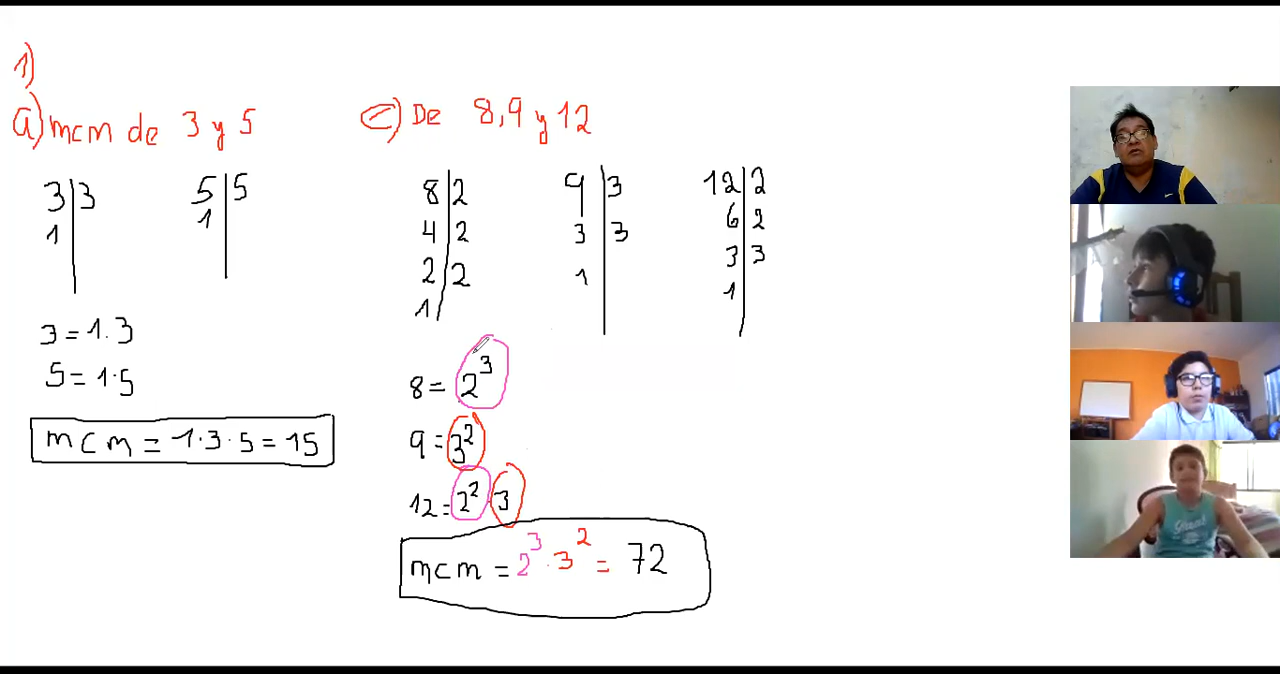 1)
a) mcm de 3 y 5
3 | 3
1
5 | 5
1
3 = 1.3
5 = 1.5
mcm = 1.3.5 = 15
c) De 8, 9 y 12
8 | 2
4 | 2
2 | 2
1
9 | 3
3 | 3
1
12 | 2
6 | 2
3 | 3
1
8 = 2³
9 = 3²
12 = 2² 3
mcm = 2³ . 3² = 72